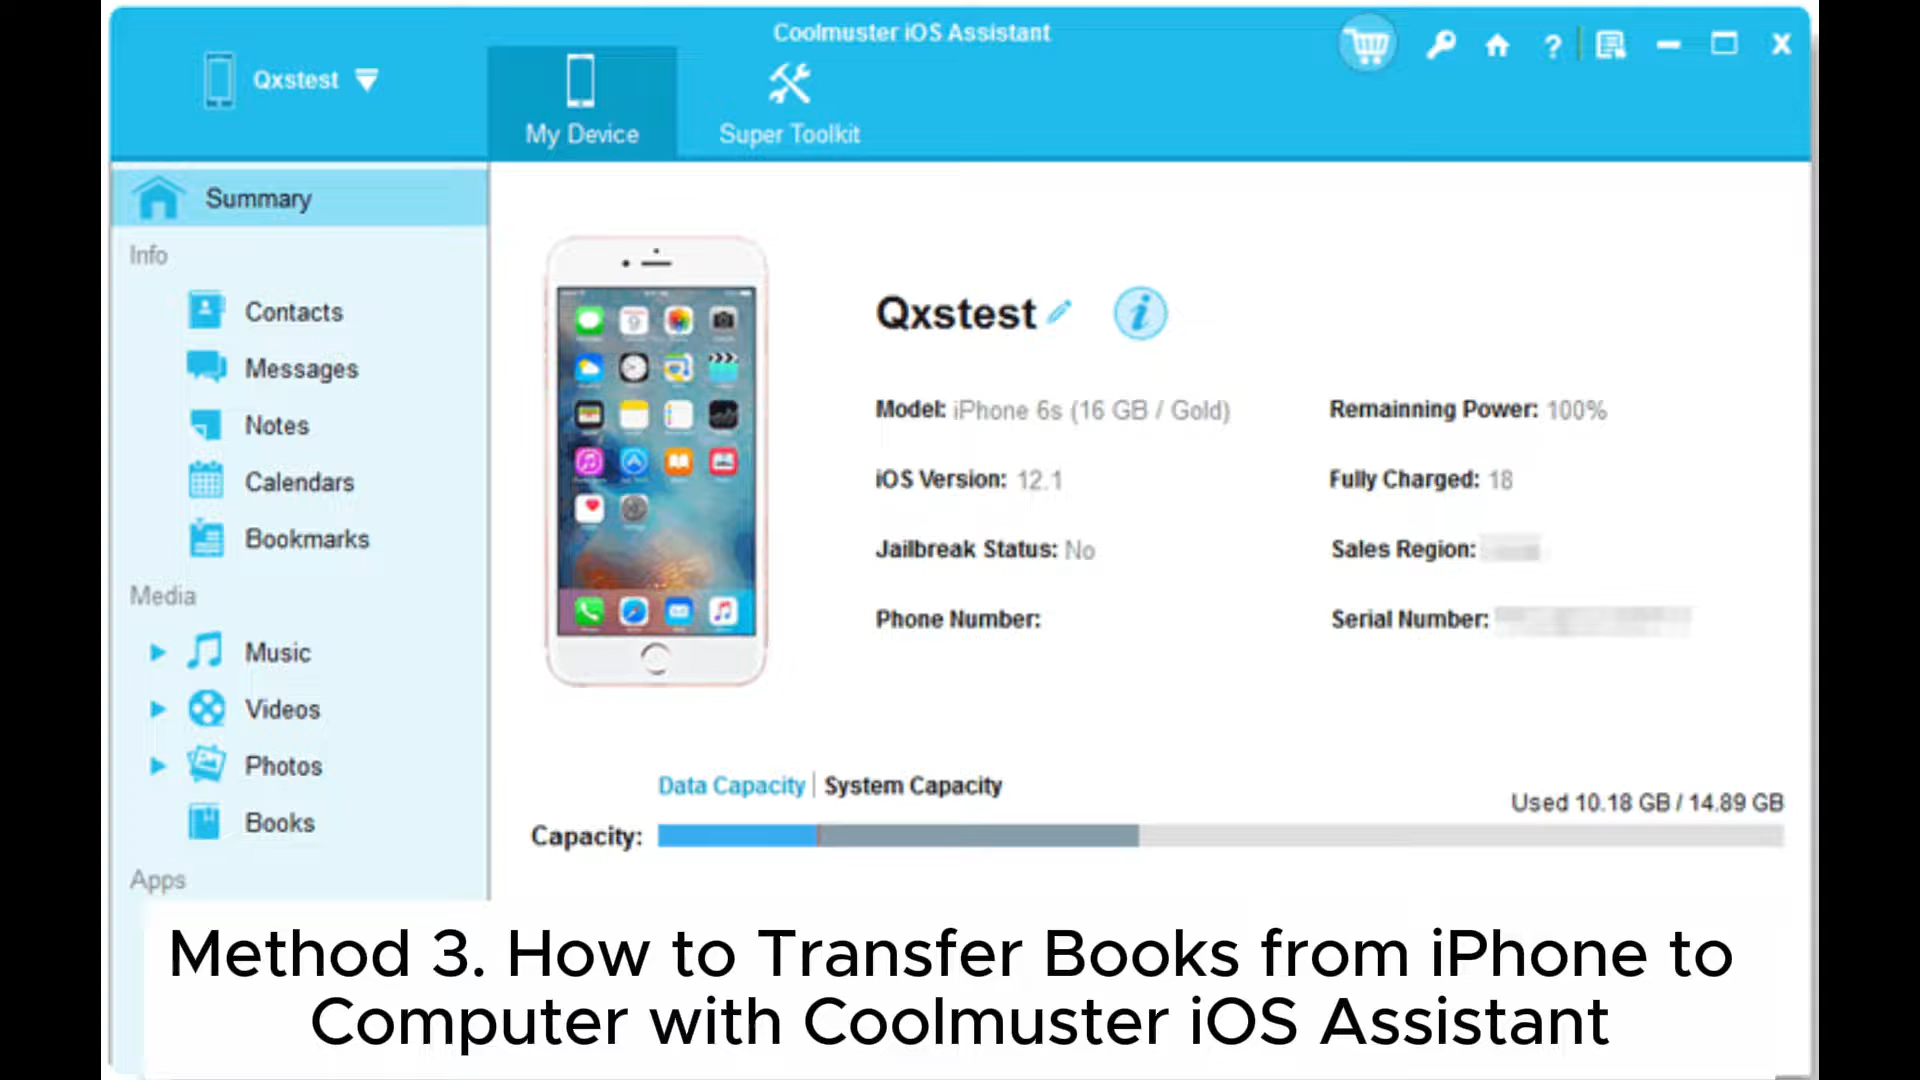 Coolmuster iOS Assistant
Qxstest
My Device
Super Toolkit
?
Summary
Info
Contacts
Messages
Notes
Calendars
Bookmarks
Media
Music
Videos
Photos
Books
Apps
Qxstest
i
Model: iPhone 6s (16 GB / Gold)
Remainning Power: 100%
iOS Version: 12.1
Fully Charged: 18
Jailbreak Status: No
Sales Region:
Phone Number:
Serial Number:
Data Capacity | System Capacity
Used 10.18 GB / 14.89 GB
Capacity:
Method 3. How to Transfer Books from iPhone to
Computer with Coolmuster iOS Assistant